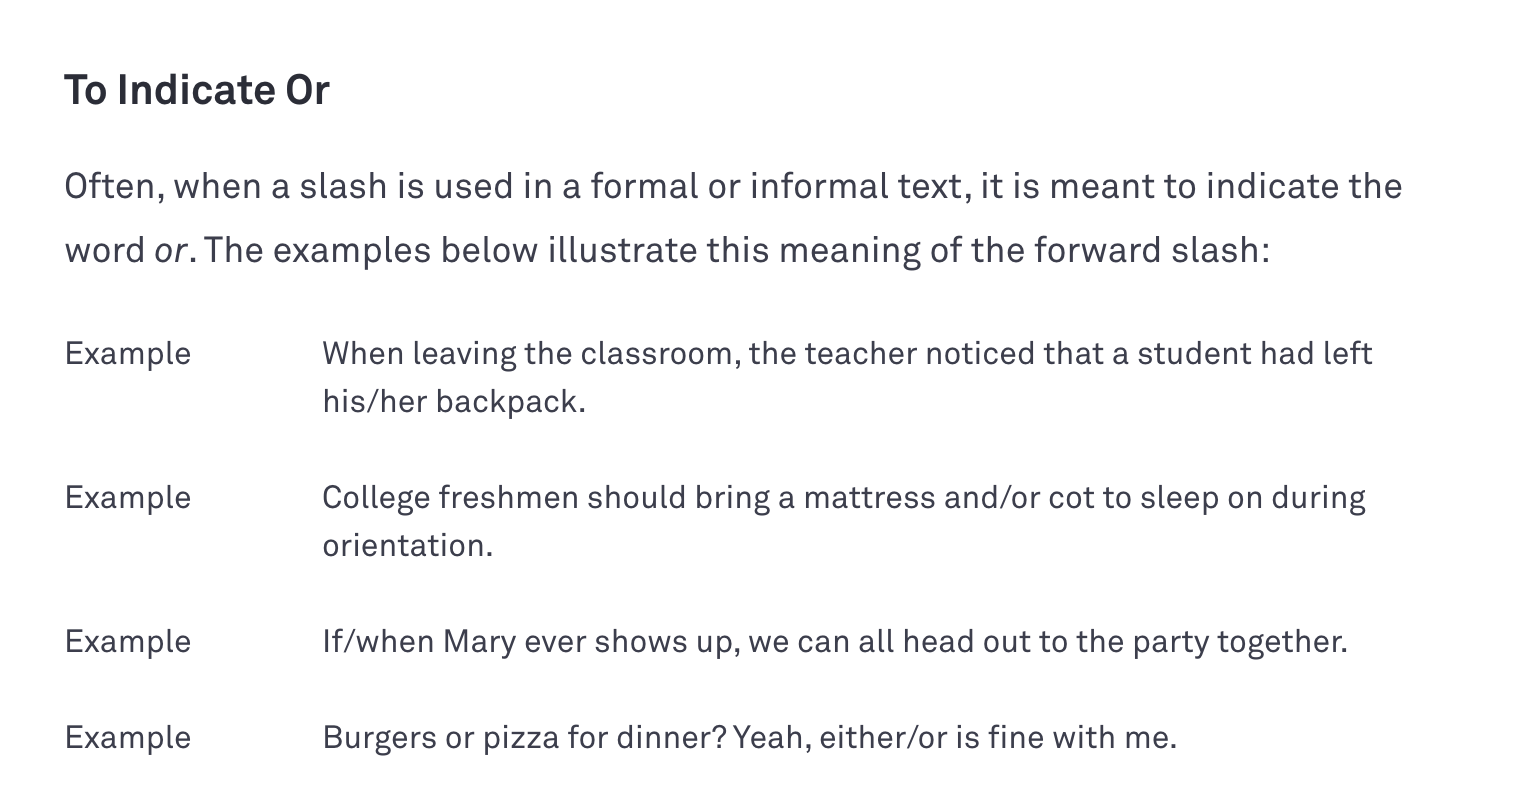 To Indicate Or
Often, when a slash is used in a formal or informal text, it is meant to indicate the
word or. The examples below illustrate this meaning of the forward slash:
Example When leaving the classroom, the teacher noticed that a student had left
his/her backpack.
Example College freshmen should bring a mattress and/or cot to sleep on during
orientation.
Example If/when Mary ever shows up, we can all head out to the party together.
Example Burgers or pizza for dinner? Yeah, either/or is fine with me.